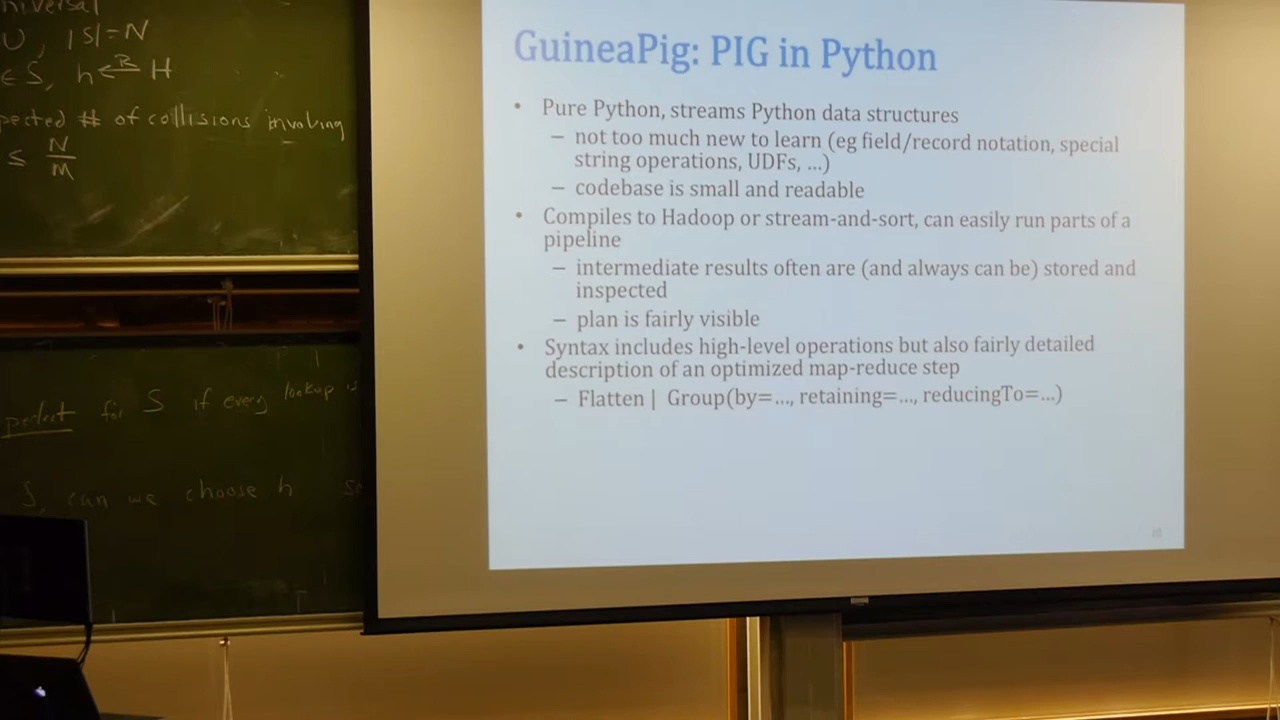 niversal
U, |S|=N
∈ S, h ←R H
pected # of collisions involving
≤ N/M
perfect for S if every lookup is
S, can we choose h so
GuineaPig: PIG in Python
• Pure Python, streams Python data structures
– not too much new to learn (eg field/record notation, special
string operations, UDFs, ...)
– codebase is small and readable
• Compiles to Hadoop or stream-and-sort, can easily run parts of a
pipeline
– intermediate results often are (and always can be) stored and
inspected
– plan is fairly visible
• Syntax includes high-level operations but also fairly detailed
description of an optimized map-reduce step
– Flatten | Group(by=..., retaining=..., reducingTo=...)